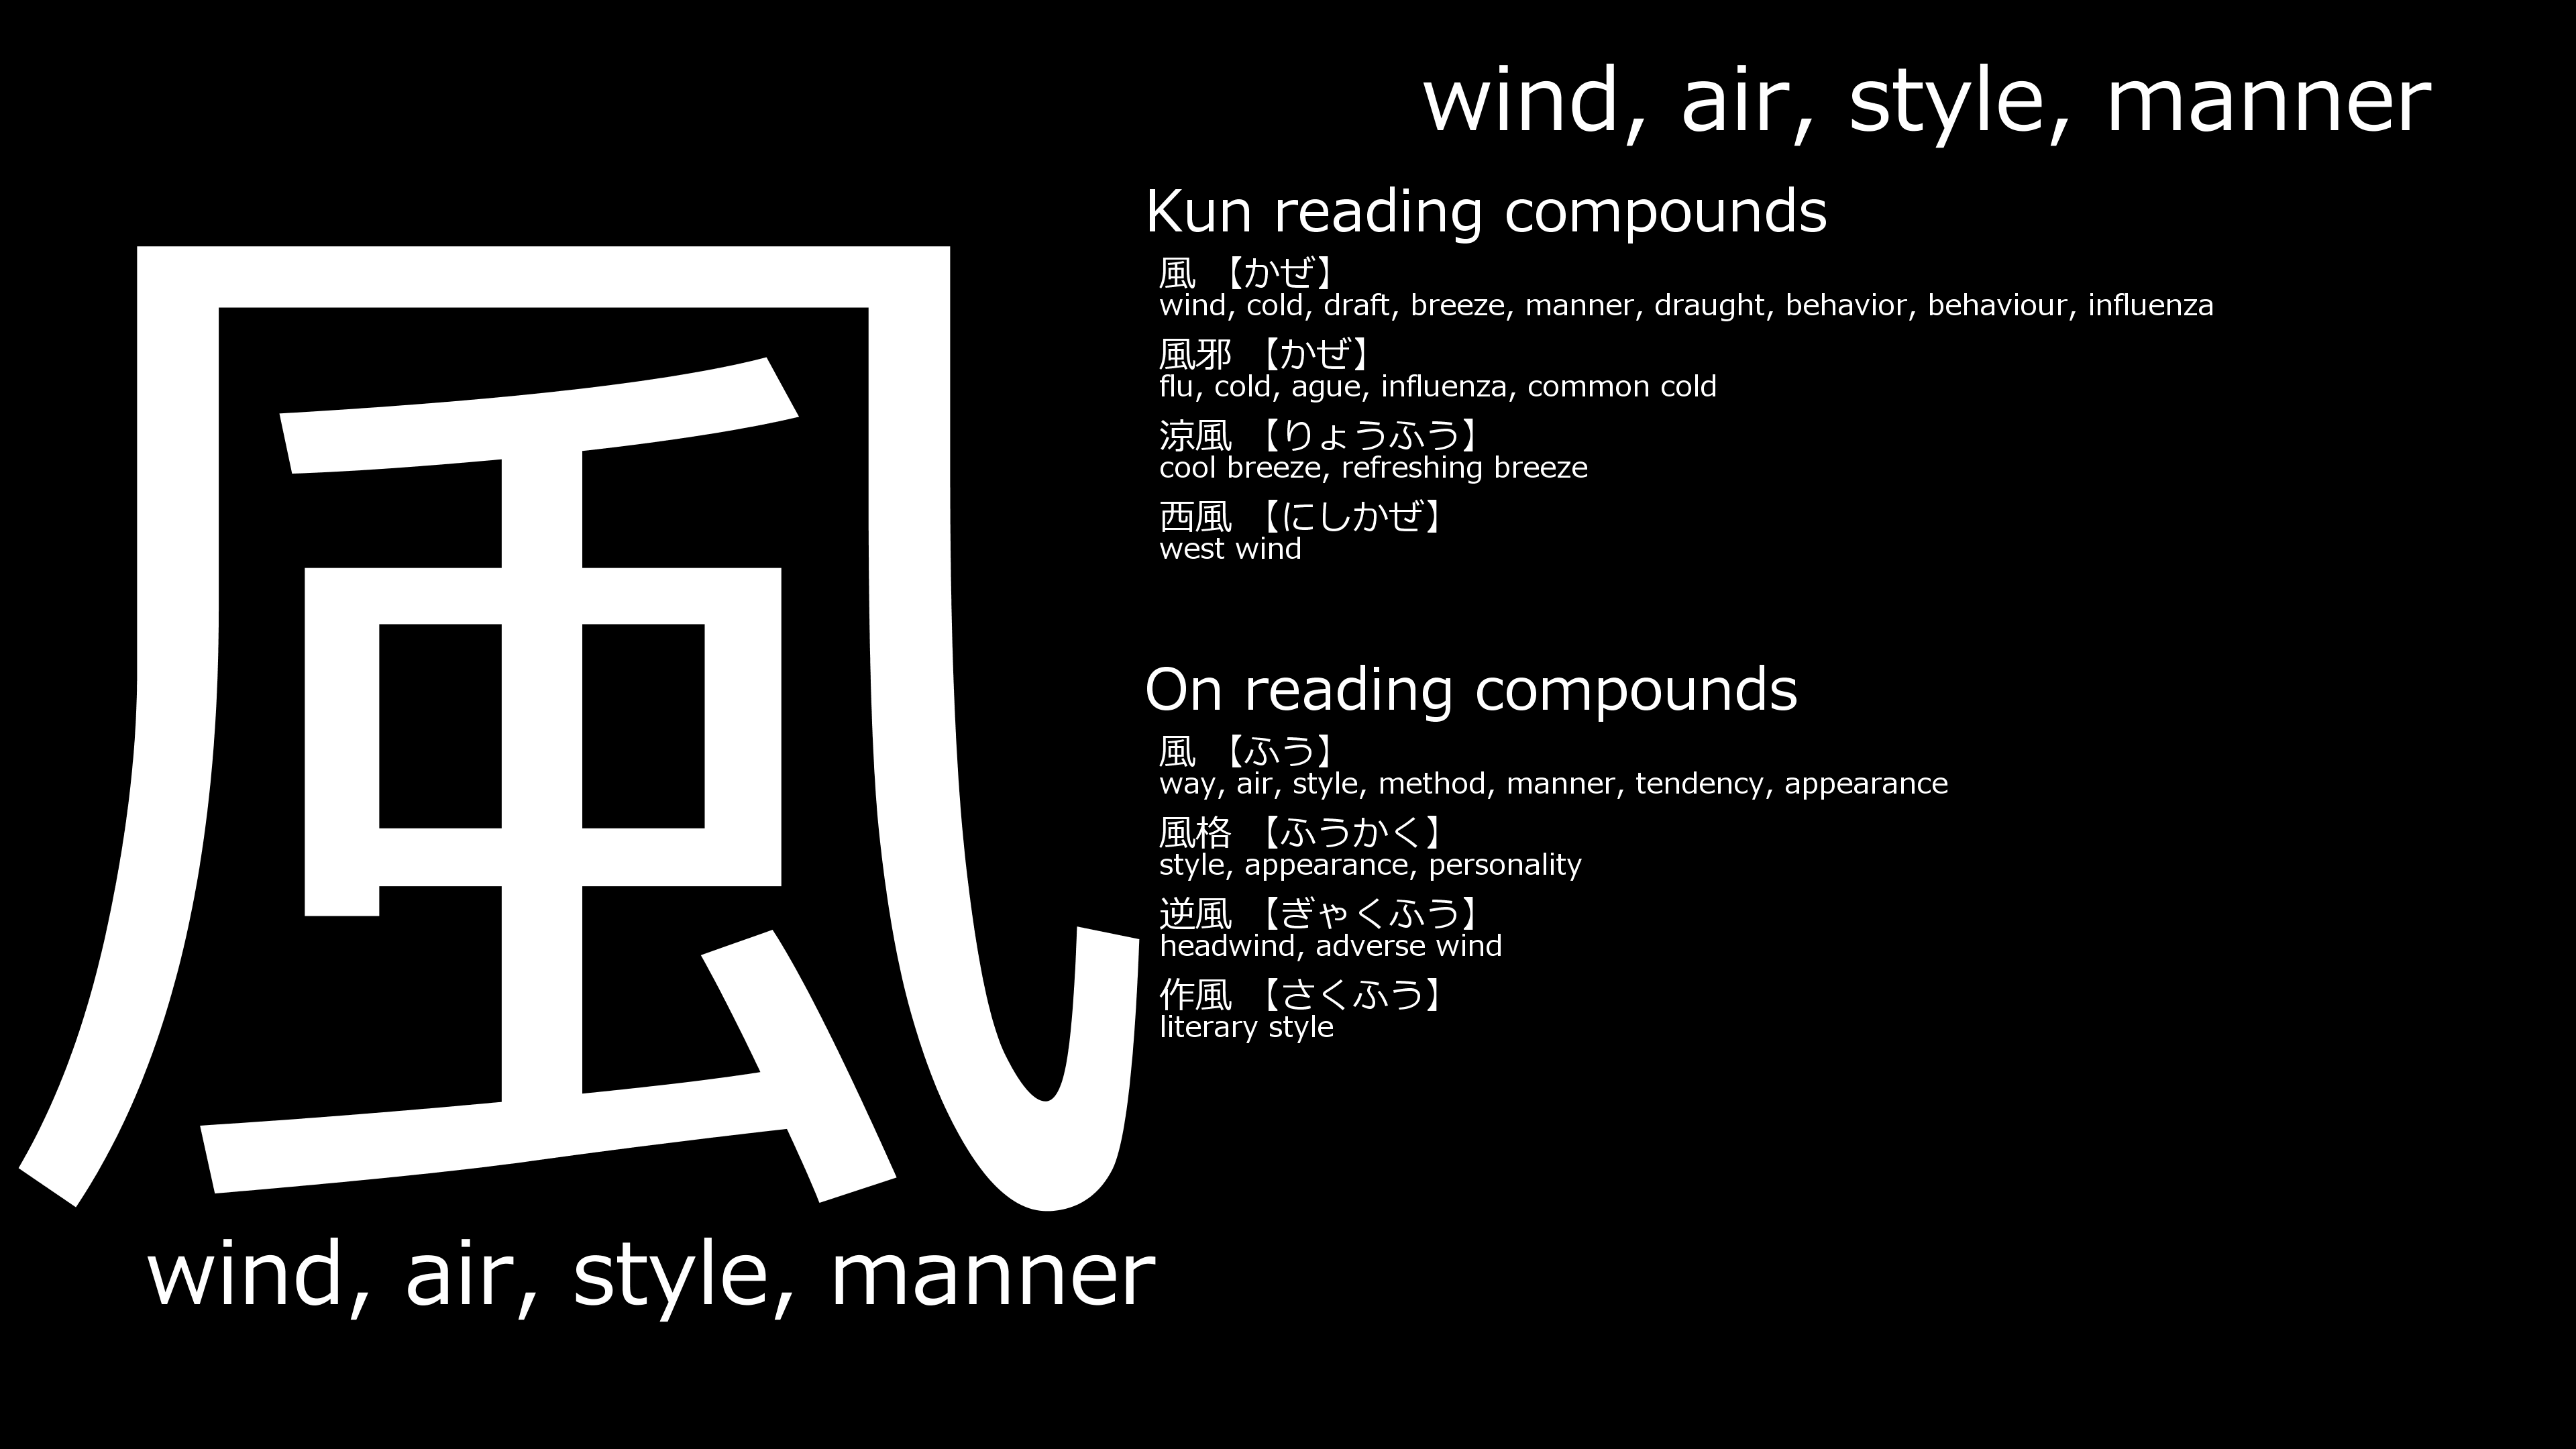 風
wind, air, style, manner
wind, air, style, manner
Kun reading compounds
風 【かぜ】
wind, cold, draft, breeze, manner, draught, behavior, behaviour, influenza
風邪 【かぜ】
flu, cold, ague, influenza, common cold
涼風 【りょうふう】
cool breeze, refreshing breeze
西風 【にしかぜ】
west wind
On reading compounds
風 【ふう】
way, air, style, method, manner, tendency, appearance
風格 【ふうかく】
style, appearance, personality
逆風 【ぎゃくふう】
headwind, adverse wind
作風 【さくふう】
literary style